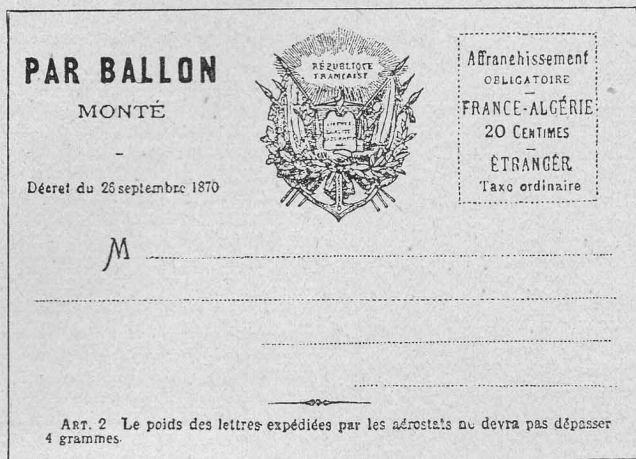 PAR BALLON
MONTÉ
Décret du 26 septembre 1870
RÉPUBLIQUE
FRANÇAISE
Affranchissement
OBLIGATOIRE
FRANCE-ALGÉRIE
20 CENTIMES
ÉTRANGÉR
Taxe ordinaire
M
ART. 2 Le poids des lettres expédiées par les aérostats ne devra pas dépasser
4 grammes.